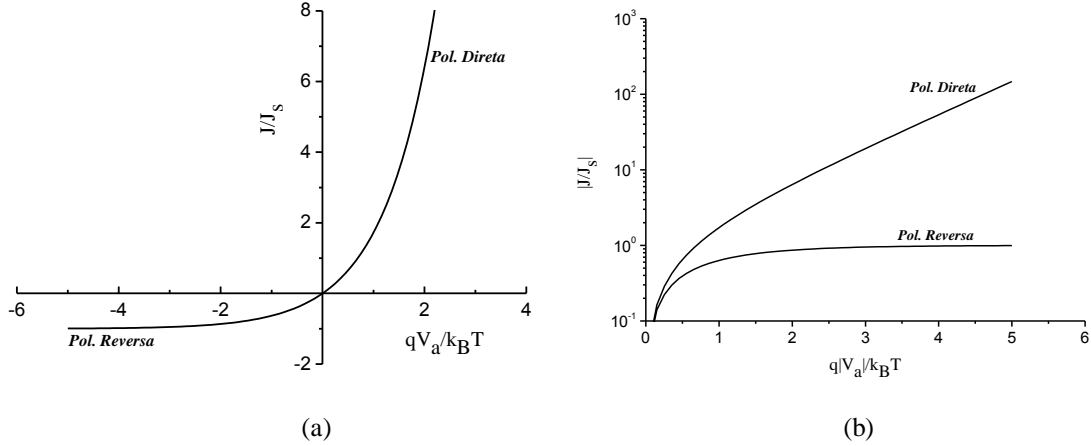 8
6
4
2
-2
-6
-4
-2
0
2
4
J/J_s
Pol. Direta
Pol. Reversa
qV_a/k_BT
(a)
10^3
10^2
10^1
10^0
10^-1
0
1
2
3
4
5
6
|J/J_s|
Pol. Direta
Pol. Reversa
q|V_a|/k_BT
(b)